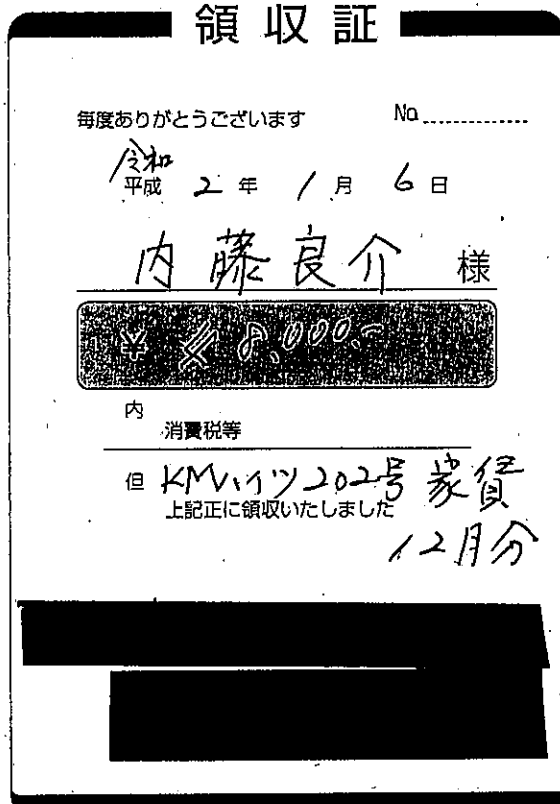 領収証
毎度ありがとうございます No
令和
平成 2 年 1 月 6 日
内藤良介 様
¥ 8,000.-
内
消費税等
但 KMハイツ202号 家賃
上記正に領収いたしました
12月分